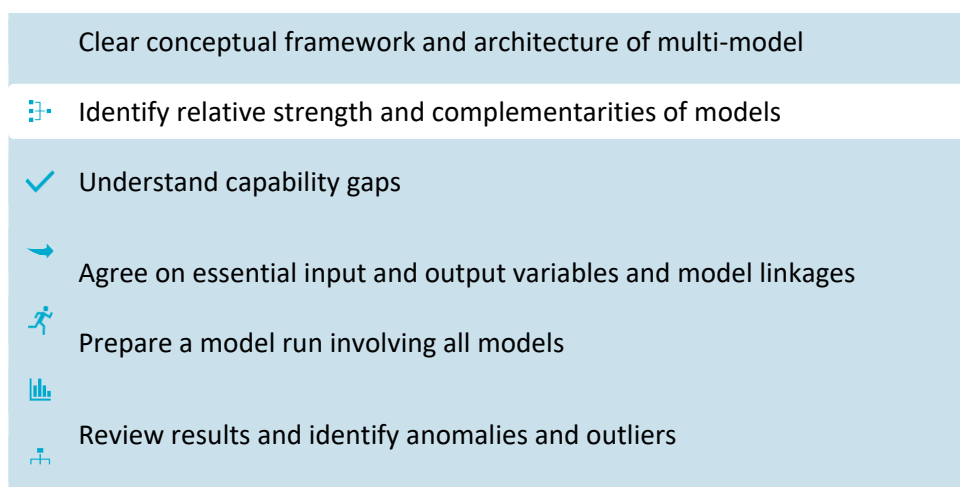 Clear conceptual framework and architecture of multi-model
Identify relative strength and complementarities of models
Understand capability gaps
Agree on essential input and output variables and model linkages
Prepare a model run involving all models
Review results and identify anomalies and outliers